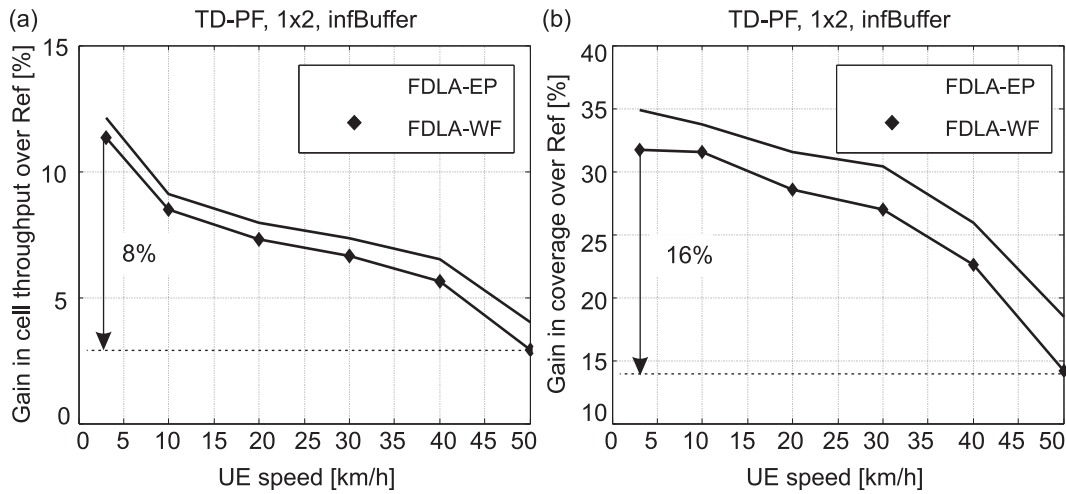 (a)
TD-PF, 1x2, infBuffer
Gain in cell throughput over Ref [%]
15
10
5
0
FDLA-EP
FDLA-WF
8%
0 5 10 15 20 25 30 35 40 45 50
UE speed [km/h]
(b)
TD-PF, 1x2, infBuffer
Gain in coverage over Ref [%]
40
35
30
25
20
15
10
FDLA-EP
FDLA-WF
16%
0 5 10 15 20 25 30 35 40 45 50
UE speed [km/h]